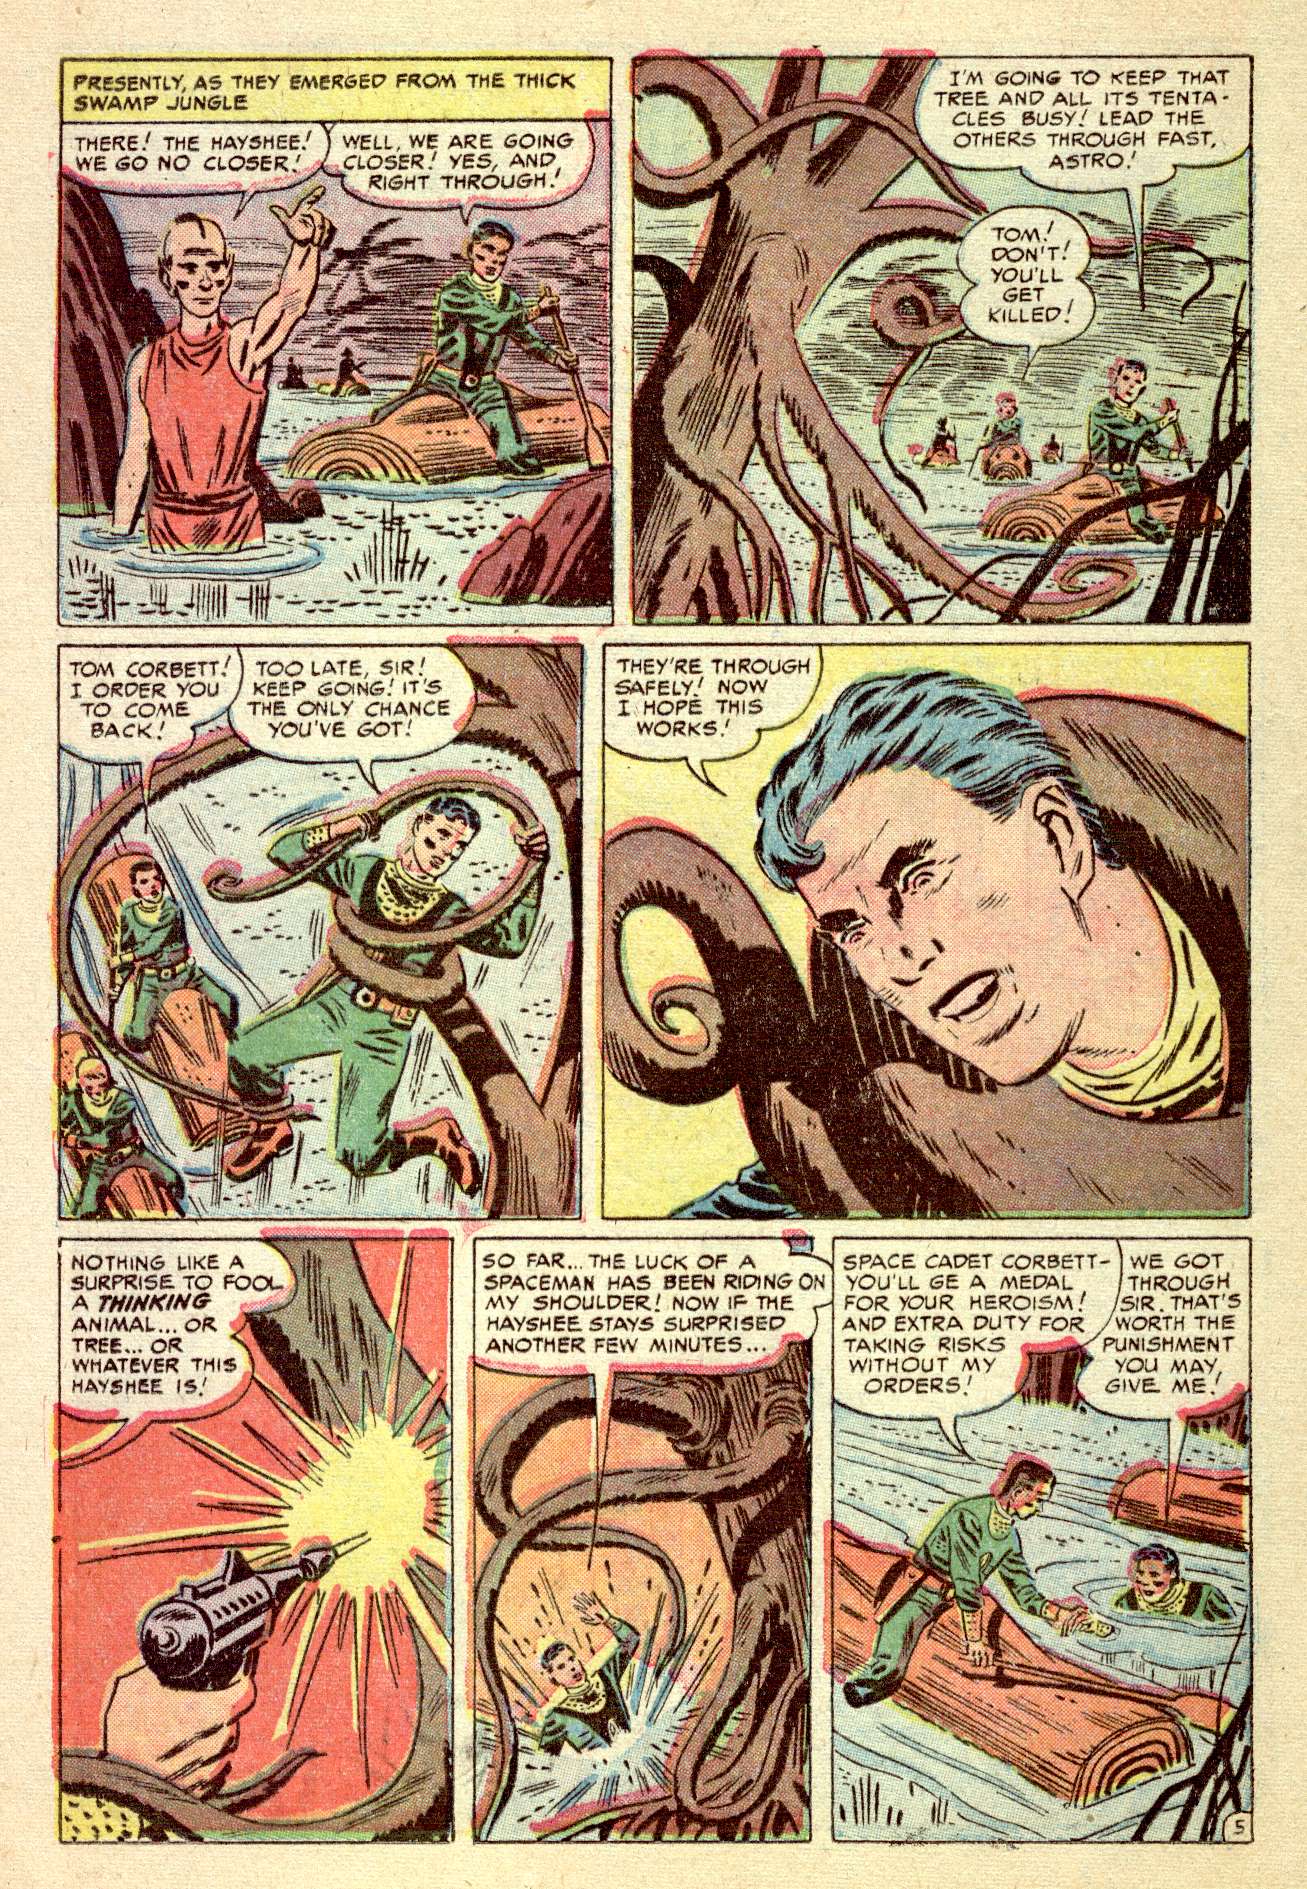 PRESENTLY, AS THEY EMERGED FROM THE THICK
SWAMP JUNGLE
THERE! THE HAYSHEE!
WE GO NO CLOSER!
WELL, WE ARE GOING
CLOSER! YES, AND
RIGHT THROUGH!
I'M GOING TO KEEP THAT
TREE AND ALL ITS TENTA-
CLES BUSY! LEAD THE
OTHERS THROUGH FAST,
ASTRO!
TOM!
DON'T!
YOU'LL
GET
KILLED!
TOM CORBETT!
I ORDER YOU
TO COME
BACK!
TOO LATE, SIR!
KEEP GOING! IT'S
THE ONLY CHANCE
YOU'VE GOT!
THEY'RE THROUGH
SAFELY! NOW
I HOPE THIS
WORKS!
NOTHING LIKE A
SURPRISE TO FOOL
A THINKING
ANIMAL... OR
TREE... OR
WHATEVER THIS
HAYSHEE IS!
SO FAR... THE LUCK OF A
SPACEMAN HAS BEEN RIDING ON
MY SHOULDER! NOW IF THE
HAYSHEE STAYS SURPRISED
ANOTHER FEW MINUTES...
SPACE CADET CORBETT-
YOU'LL GE A MEDAL
FOR YOUR HEROISM!
AND EXTRA DUTY FOR
TAKING RISKS
WITHOUT MY
ORDERS!
WE GOT
THROUGH
SIR. THAT'S
WORTH THE
PUNISHMENT
YOU MAY,
GIVE ME!
5